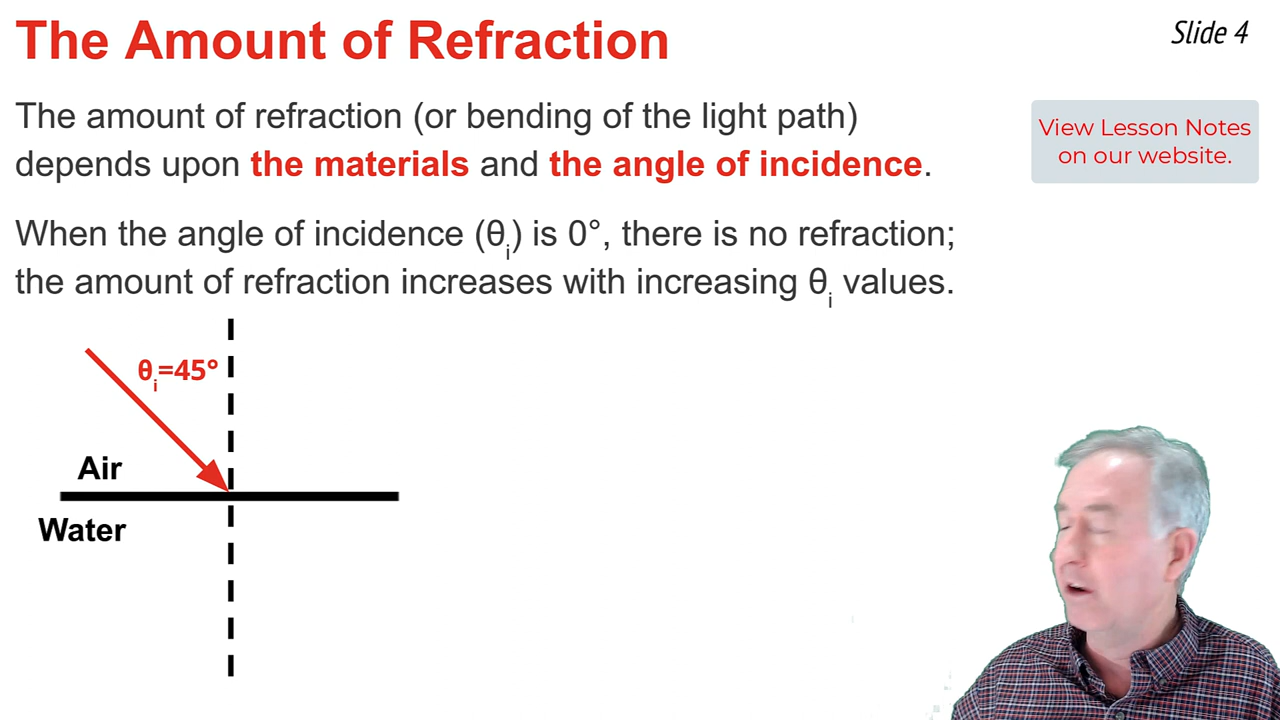 The Amount of Refraction
Slide 4
The amount of refraction (or bending of the light path)
depends upon the materials and the angle of incidence.
View Lesson Notes
on our website.
When the angle of incidence (θᵢ) is 0°, there is no refraction;
the amount of refraction increases with increasing θᵢ values.
θᵢ=45°
Air
Water